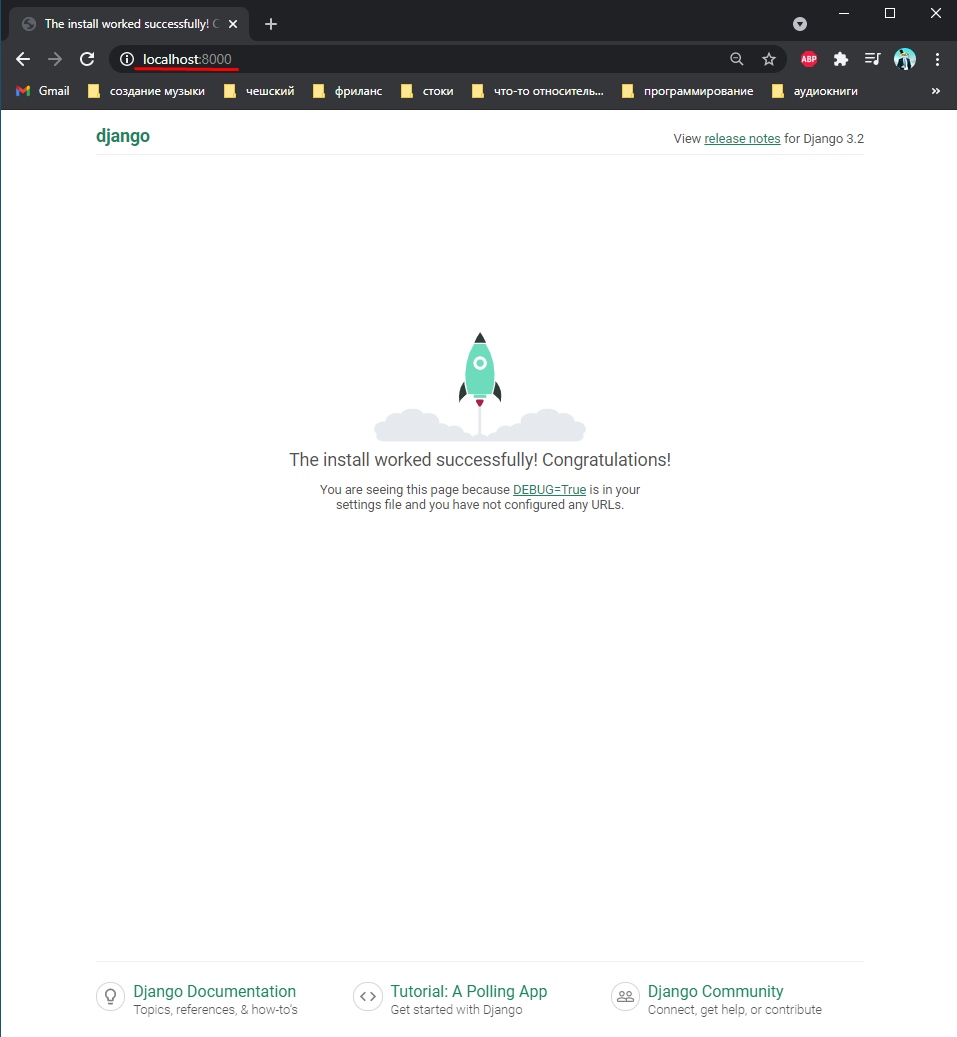 The install worked successfully! C
localhost:8000
ABP
Gmail
создание музыки
чешский
фриланс
стоки
что-то относитель...
программирование
аудиокниги
»
django
View release notes for Django 3.2
The install worked successfully! Congratulations!
You are seeing this page because DEBUG=True is in your
settings file and you have not configured any URLs.
Django Documentation
Topics, references, & how-to's
Tutorial: A Polling App
Get started with Django
Django Community
Connect, get help, or contribute